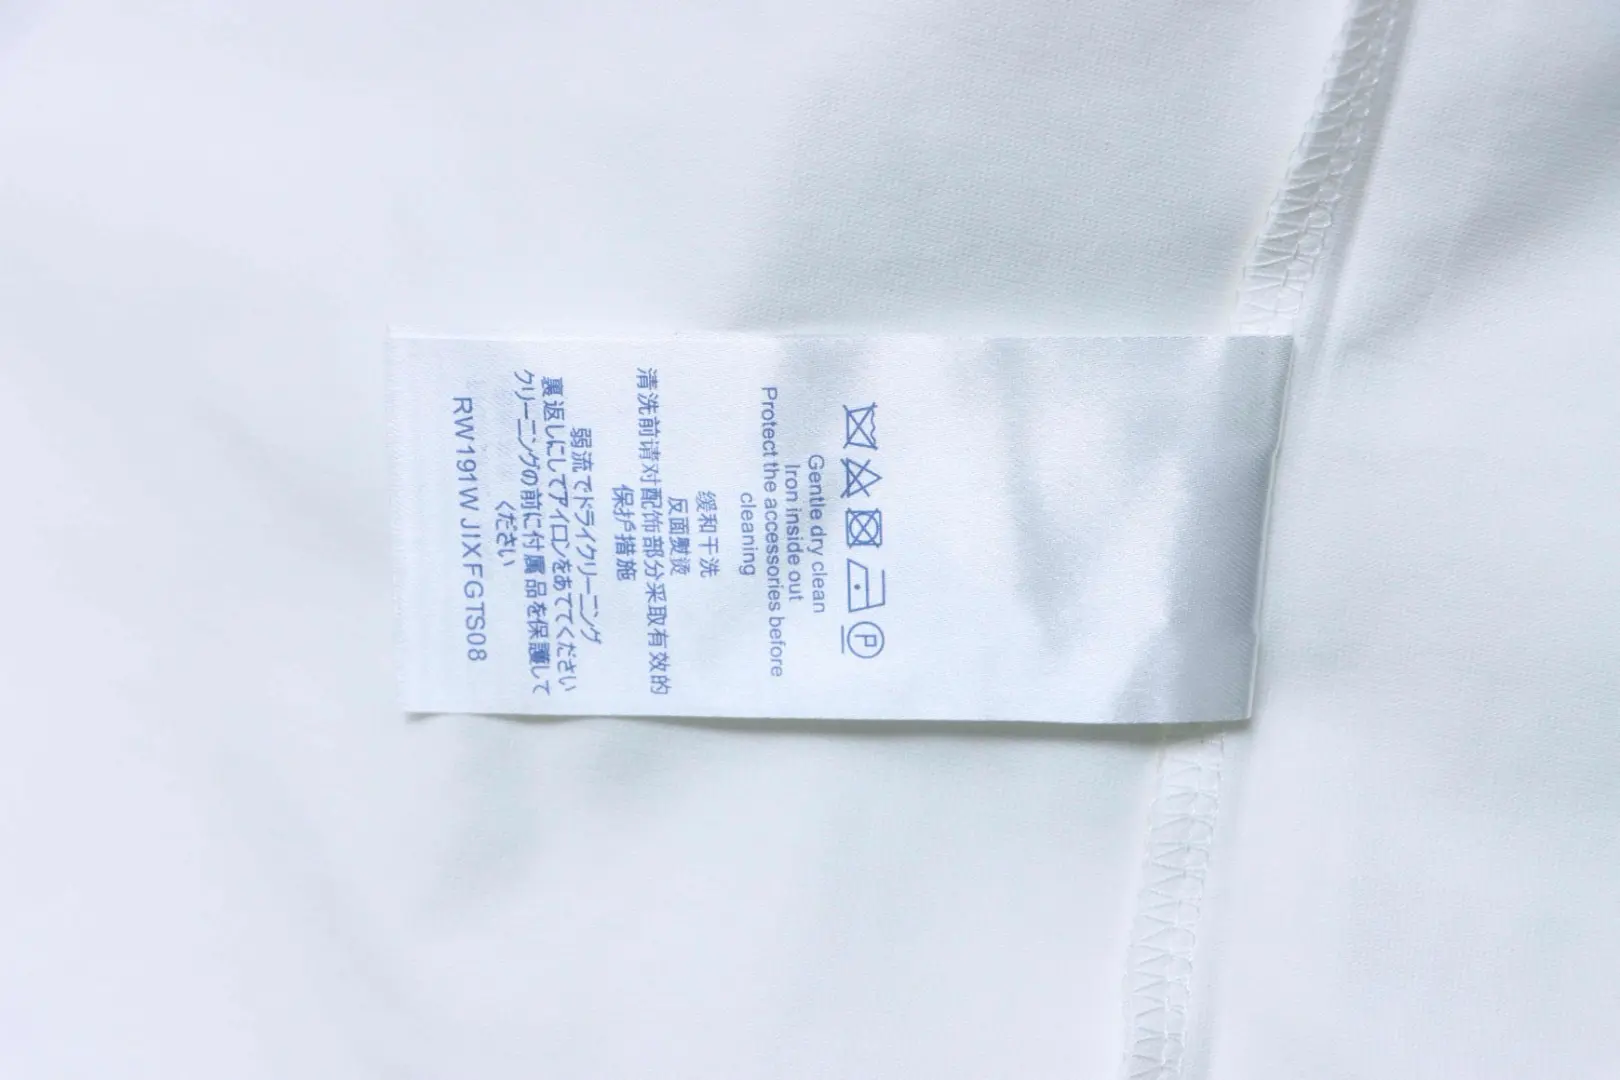 Gentle dry clean
Iron inside out
Protect the accessories before
cleaning
缓和干洗
反面熨烫
清洗前请对配饰部分采取有效的
保护措施
弱流でドライクリーニング
裏返しにしてアイロンをあててください
クリーニングの前に付属品を保護して
ください
RW191WJIXFGTS08